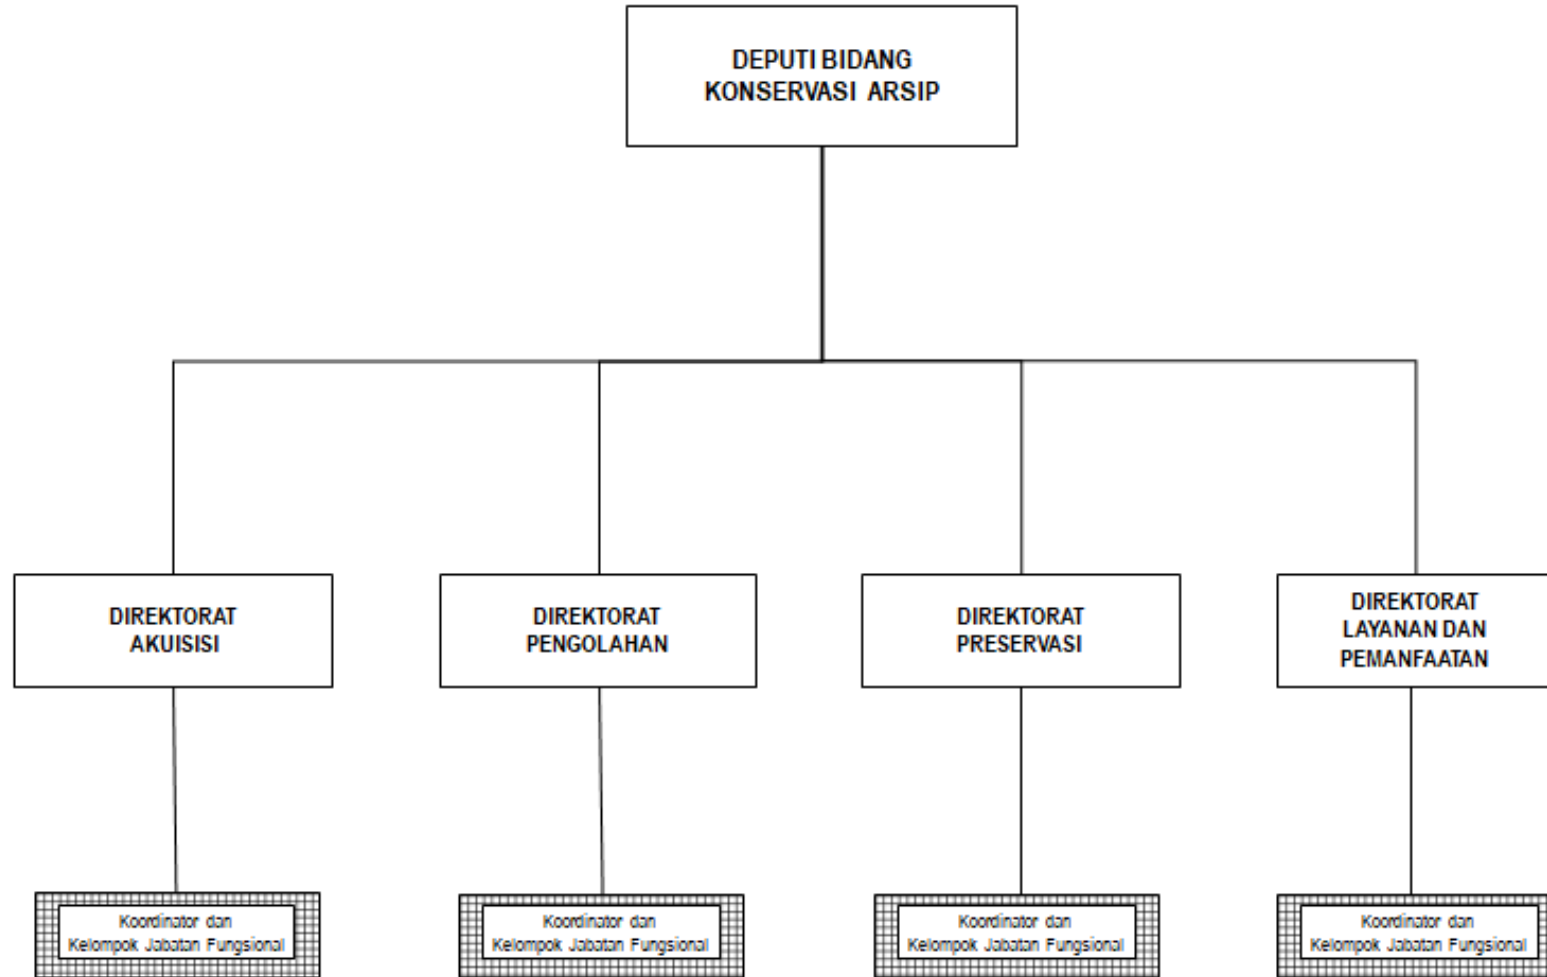 DEPUTI BIDANG
KONSERVASI ARSIP
DIREKTORAT
AKUISISI
DIREKTORAT
PENGOLAHAN
DIREKTORAT
PRESERVASI
DIREKTORAT
LAYANAN DAN
PEMANFAATAN
Koordinator dan
Kelompok Jabatan Fungsional
Koordinator dan
Kelompok Jabatan Fungsional
Koordinator dan
Kelompok Jabatan Fungsional
Koordinator dan
Kelompok Jabatan Fungsional